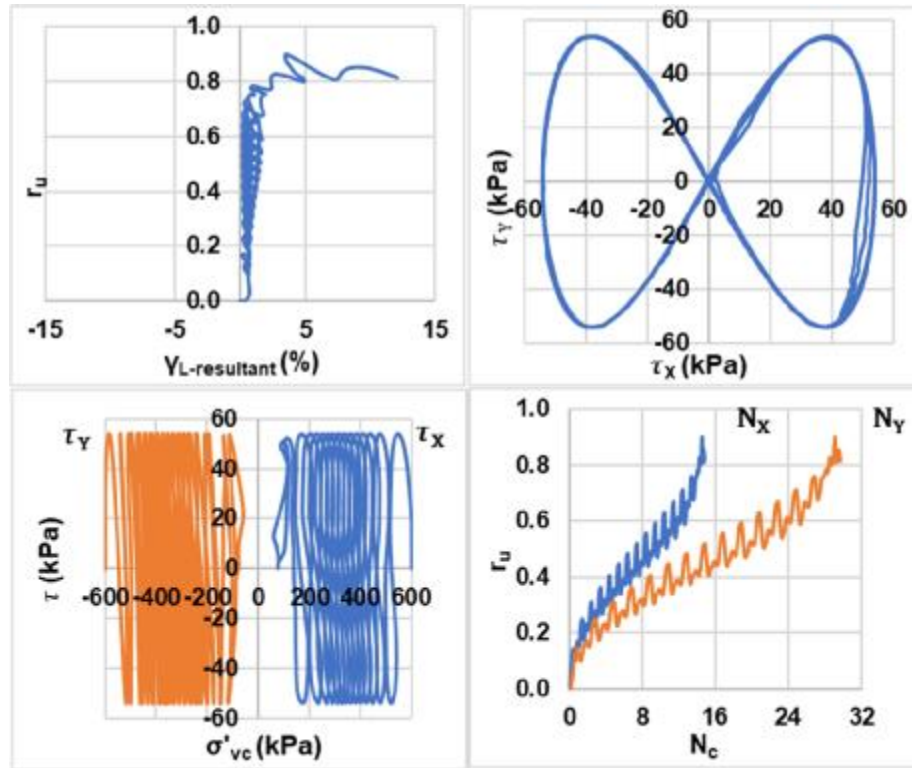 1.0
0.8
0.6
0.4
0.2
0.0
r_u
-15 -5 5 15
γ_L-resultant (%)
60
40
20
0
-20
-40
-60
τ_Y (kPa)
-60 -40 -20 0 20 40 60
τ_X (kPa)
τ_Y τ_X
60
40
20
0
-20
-40
-60
τ (kPa)
-600 -400 -200 0 200 400 600
σ'_vc (kPa)
N_X N_Y
1.0
0.8
0.6
0.4
0.2
0.0
r_u
0 8 16 24 32
N_c